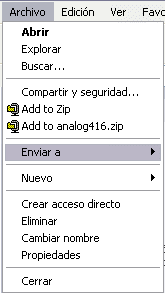 Archivo Edición Ver Favo
Abrir
Explorar
Buscar...
Compartir y seguridad...
Add to Zip
Add to analog416.zip
Enviar a
Nuevo
Crear acceso directo
Eliminar
Cambiar nombre
Propiedades
Cerrar